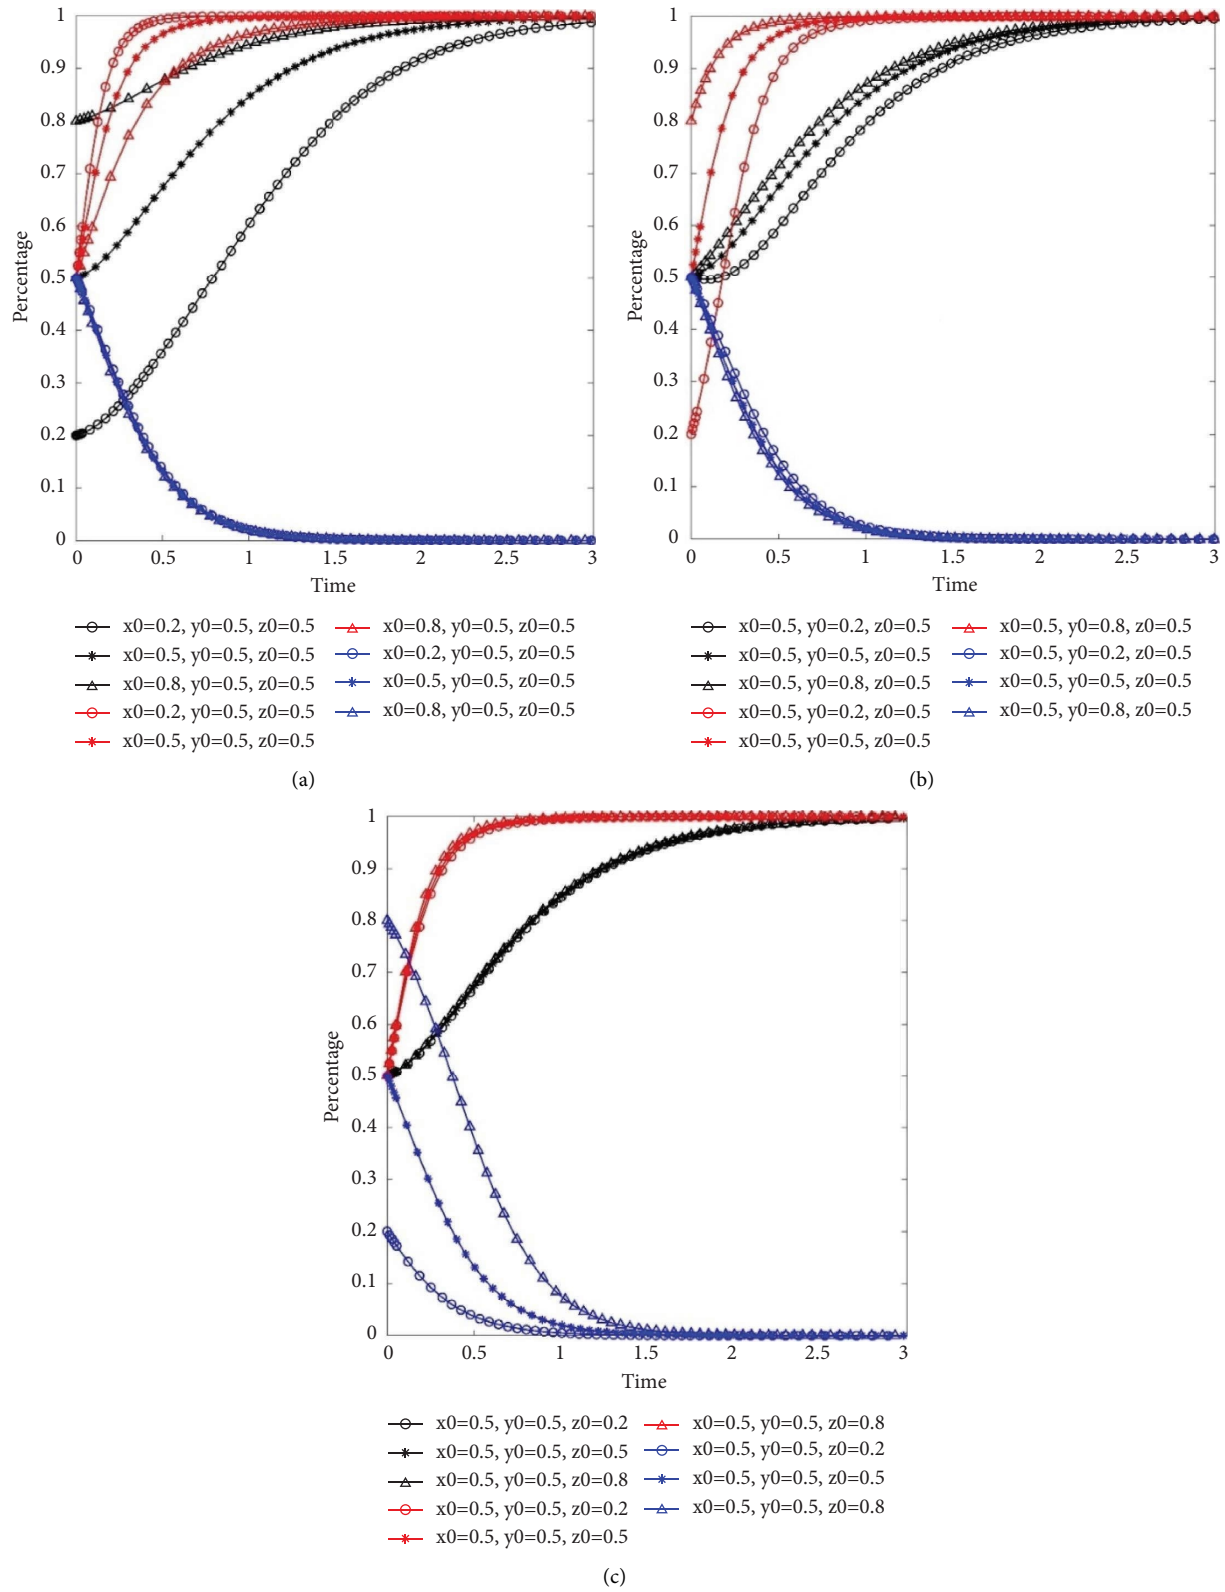 1
0.9
0.8
0.7
0.6
0.5
0.4
0.3
0.2
0.1
0
Percentage
0 0.5 1 1.5 2 2.5 3
Time
x0=0.2, y0=0.5, z0=0.5
x0=0.5, y0=0.5, z0=0.5
x0=0.8, y0=0.5, z0=0.5
x0=0.2, y0=0.5, z0=0.5
x0=0.5, y0=0.5, z0=0.5
x0=0.8, y0=0.5, z0=0.5
x0=0.2, y0=0.5, z0=0.5
x0=0.5, y0=0.5, z0=0.5
x0=0.8, y0=0.5, z0=0.5
(a)
1
0.9
0.8
0.7
0.6
0.5
0.4
0.3
0.2
0.1
0
Percentage
0 0.5 1 1.5 2 2.5 3
Time
x0=0.5, y0=0.2, z0=0.5
x0=0.5, y0=0.5, z0=0.5
x0=0.5, y0=0.8, z0=0.5
x0=0.5, y0=0.2, z0=0.5
x0=0.5, y0=0.5, z0=0.5
x0=0.5, y0=0.8, z0=0.5
x0=0.5, y0=0.2, z0=0.5
x0=0.5, y0=0.5, z0=0.5
x0=0.5, y0=0.8, z0=0.5
(b)
1
0.9
0.8
0.7
0.6
0.5
0.4
0.3
0.2
0.1
0
Percentage
0 0.5 1 1.5 2 2.5 3
Time
x0=0.5, y0=0.5, z0=0.2
x0=0.5, y0=0.5, z0=0.5
x0=0.5, y0=0.5, z0=0.8
x0=0.5, y0=0.5, z0=0.2
x0=0.5, y0=0.5, z0=0.5
x0=0.5, y0=0.5, z0=0.8
x0=0.5, y0=0.5, z0=0.2
x0=0.5, y0=0.5, z0=0.5
x0=0.5, y0=0.5, z0=0.8
(c)